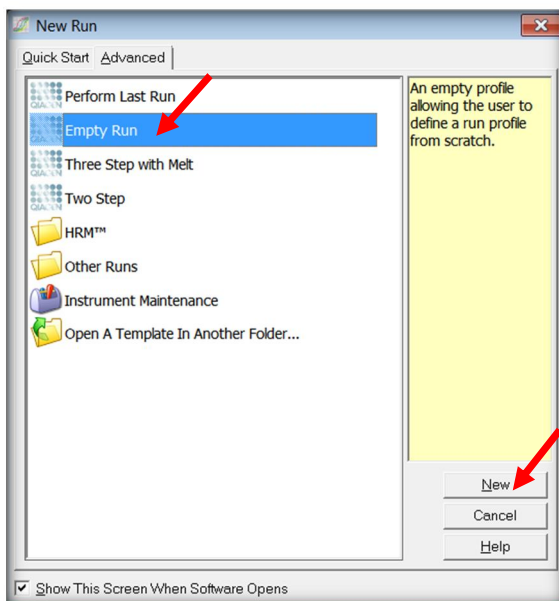 New Run
Quick Start Advanced
Perform Last Run
Empty Run
Three Step with Melt
Two Step
HRM™
Other Runs
Instrument Maintenance
Open A Template In Another Folder...
An empty profile
allowing the user to
define a run profile
from scratch.
New
Cancel
Help
Show This Screen When Software Opens